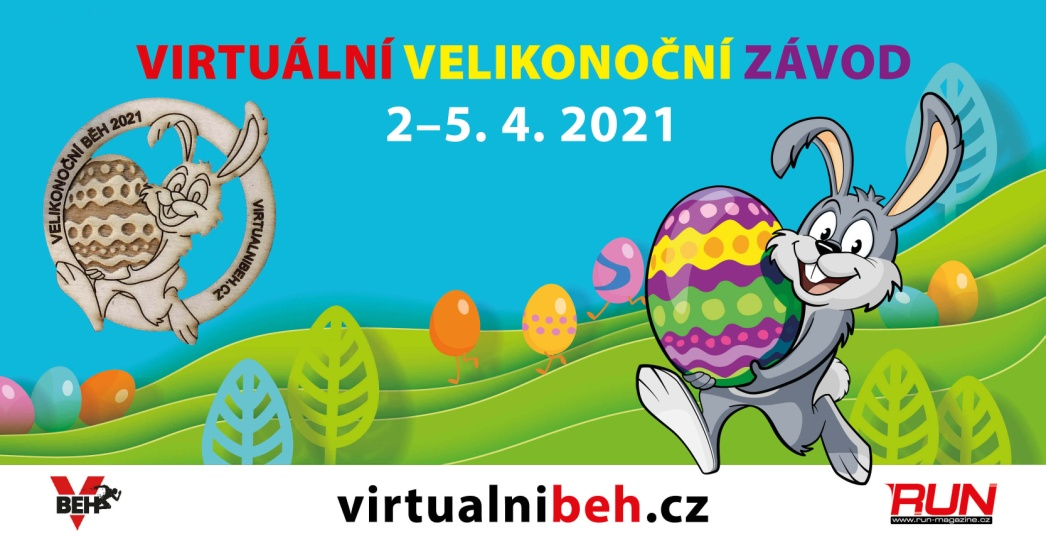 VIRTUÁLNÍ VELIKONOČNÍ ZÁVOD
2–5. 4. 2021
VELIKONOČNÍ BĚH 2021
VIRTUALNIBEH.CZ
V
BĚH
virtualnibeh.cz
RUN
www.run-magazine.cz